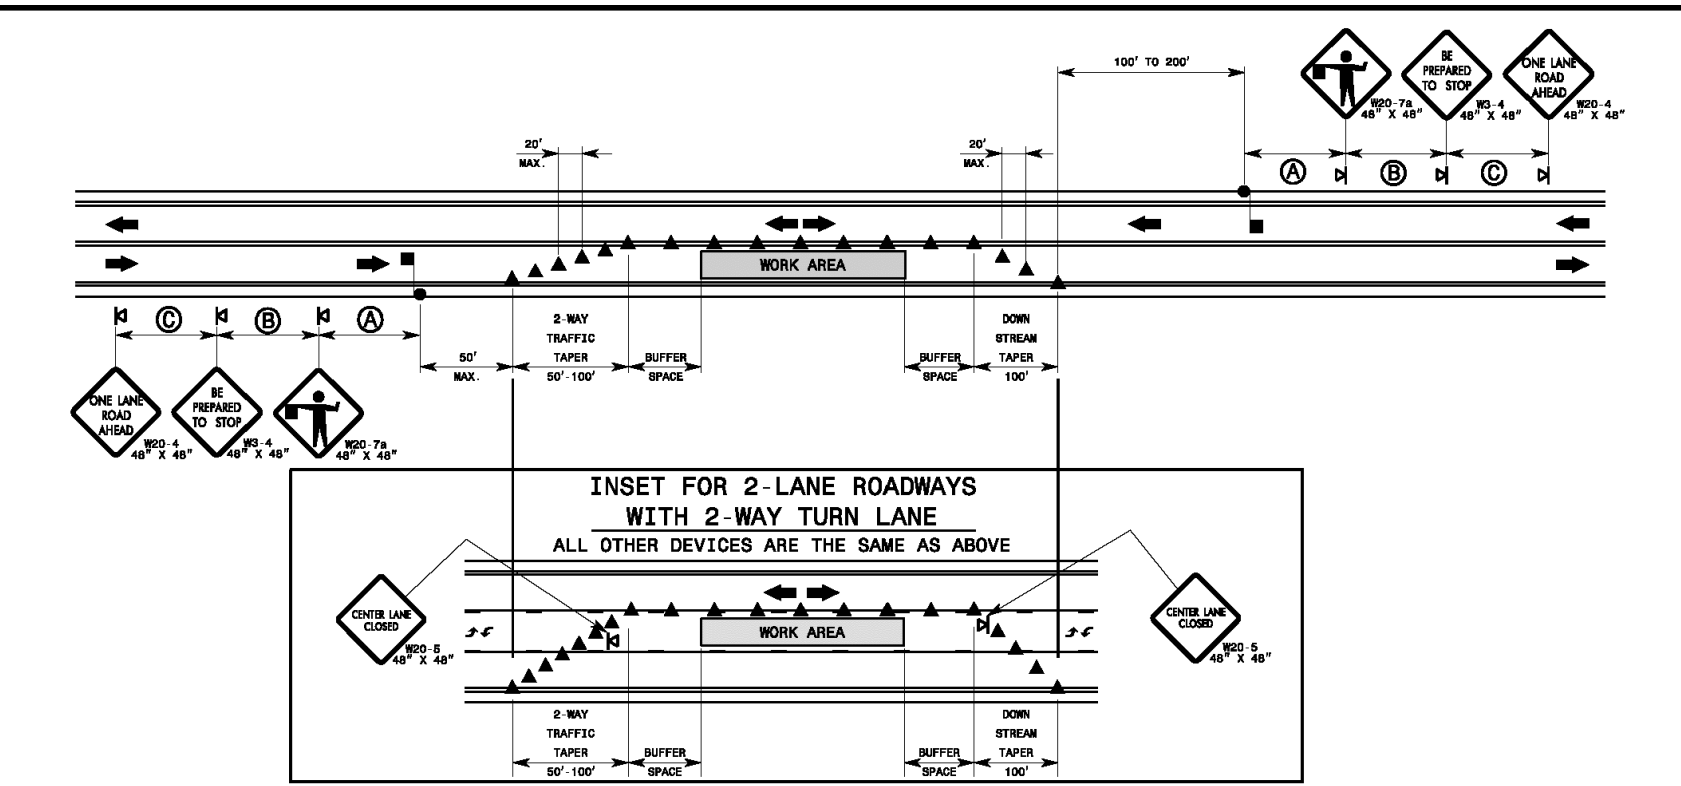 100' TO 200'
BE
PREPARED
TO STOP
ONE LANE
ROAD
AHEAD
W20-7a
48" X 48"
W3-4
48" X 48"
W20-4
48" X 48"
20'
MAX.
20'
MAX.
A
B
C
WORK AREA
C
B
A
2-WAY
TRAFFIC
TAPER
50'-100'
DOWN
STREAM
TAPER
100'
50'
MAX.
BUFFER
SPACE
BUFFER
SPACE
ONE LANE
ROAD
AHEAD
BE
PREPARED
TO STOP
W20-4
48" X 48"
W3-4
48" X 48"
W20-7a
48" X 48"
INSET FOR 2-LANE ROADWAYS
WITH 2-WAY TURN LANE
ALL OTHER DEVICES ARE THE SAME AS ABOVE
CENTER LANE
CLOSED
W20-5
48" X 48"
WORK AREA
CENTER LANE
CLOSED
W20-5
48" X 48"
2-WAY
TRAFFIC
TAPER
50'-100'
BUFFER
SPACE
BUFFER
SPACE
DOWN
STREAM
TAPER
100'